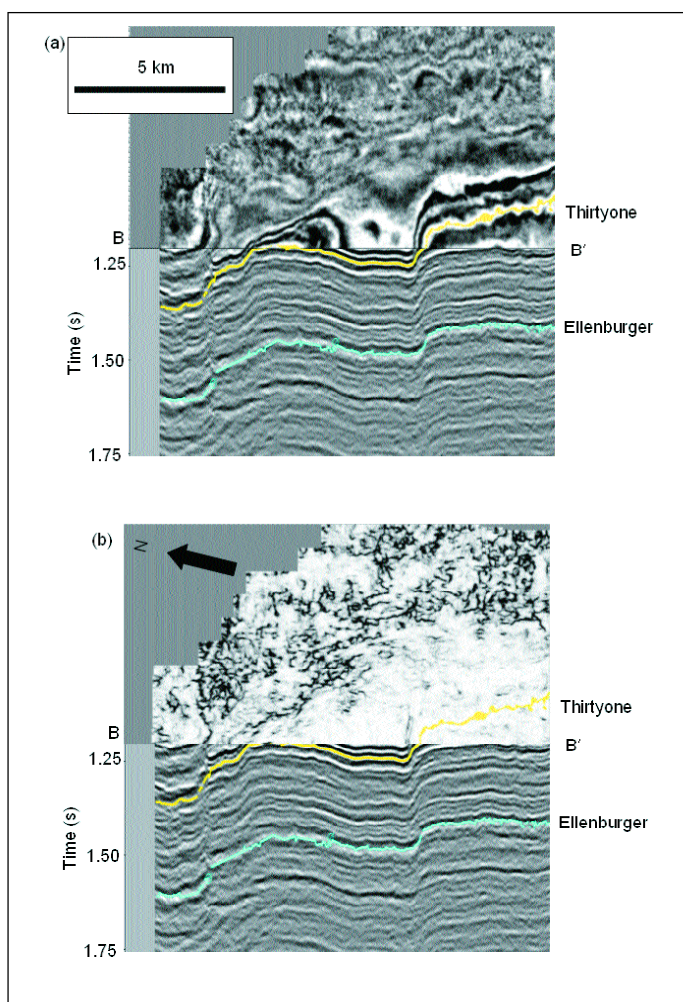 (a)
5 km
Thirtyone
B
B′
1.25
Ellenburger
Time (s)
1.50
1.75
(b)
N
Thirtyone
B
B′
1.25
Ellenburger
Time (s)
1.50
1.75